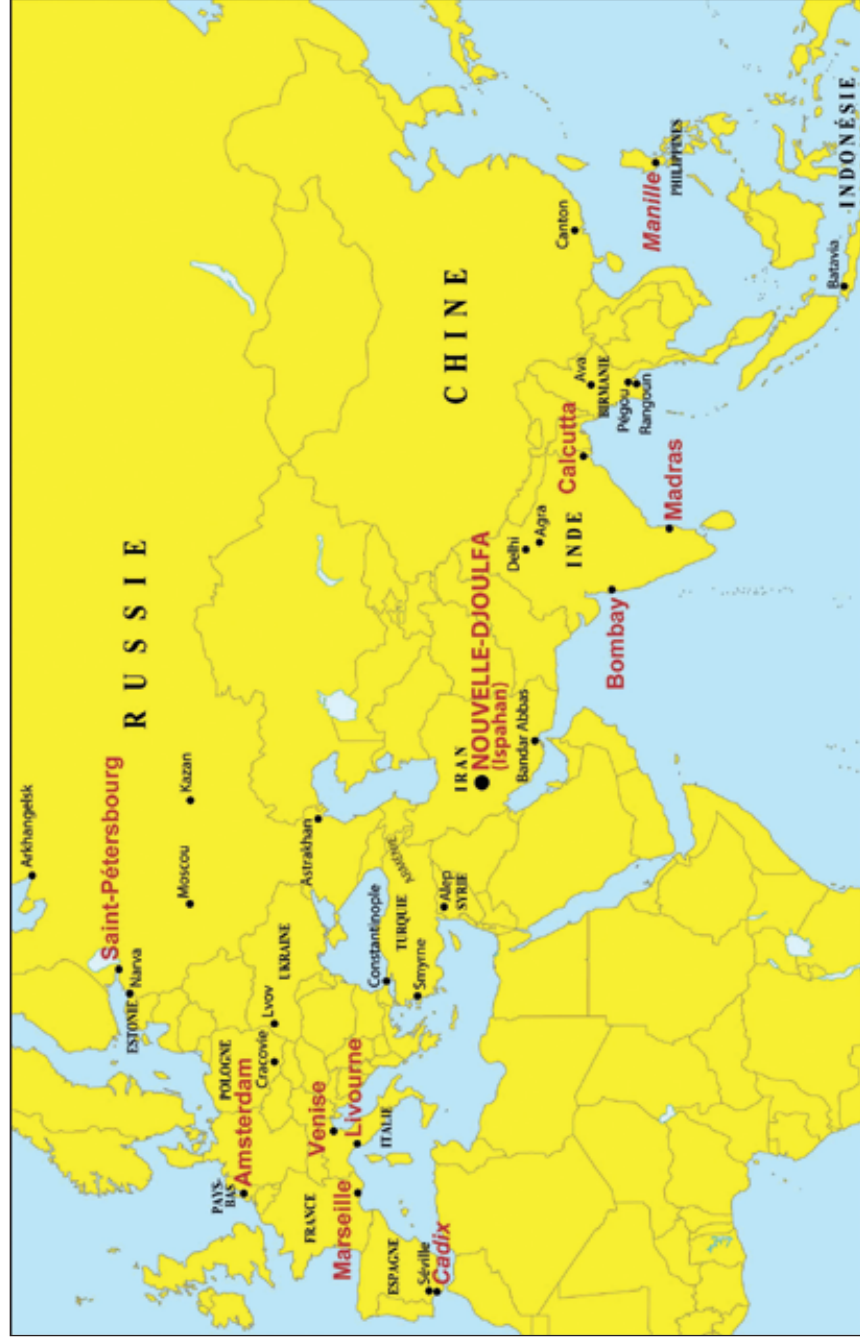 Arkhangelsk
Saint-Pétersbourg
Narva
ESTONIE
RUSSIE
Moscou
Kazan
PAYS-
BAS
Amsterdam
POLOGNE
Cracovie
Lvov
UKRAINE
Astrakhan
FRANCE
Venise
Livourne
Marseille
ITALIE
ESPAGNE
Séville
Cadix
Constantinople
TURQUIE
Smyrne
ARMÉNIE
Alep
SYRIE
IRAN
NOUVELLE-DJOULFA
(Ispahan)
Bandar Abbas
CHINE
Delhi
Agra
INDE
Calcutta
Bombay
Madras
Ava
BIRMANIE
Pégou
Rangoun
Canton
Manille
PHILIPPINES
Batavia
INDONÉSIE